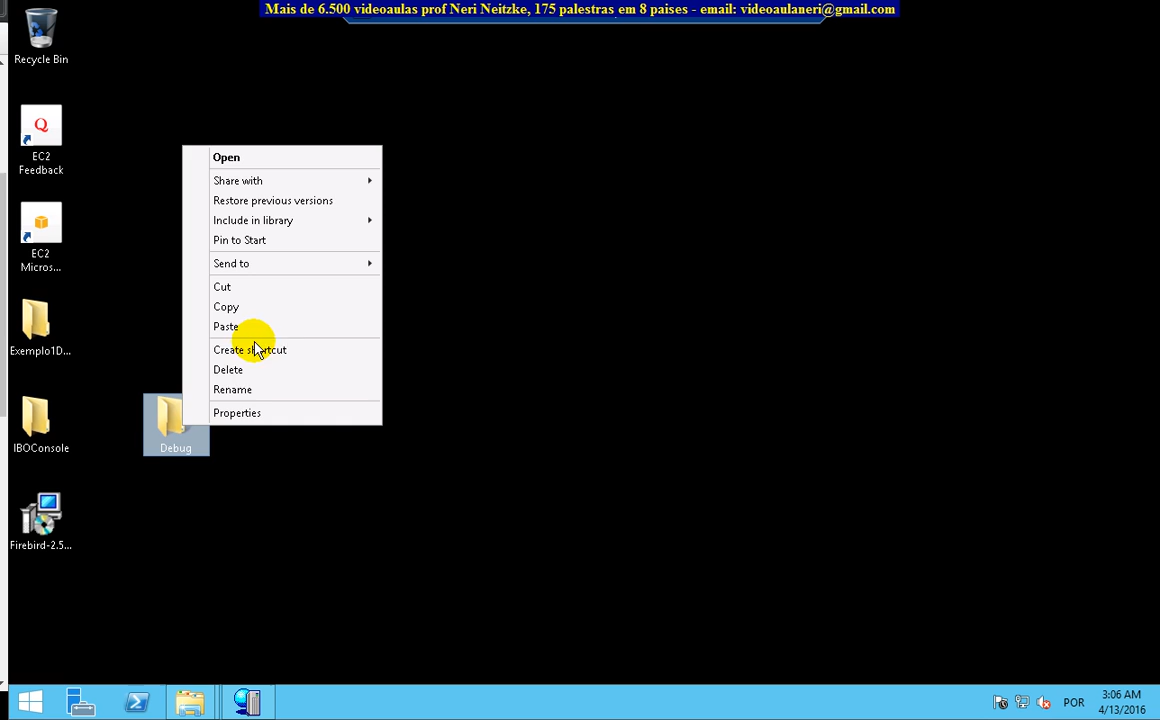 Mais de 6.500 videoaulas prof Neri Neitzke, 175 palestras em 8 paises - email: videoaulaneri@gmail.com
Recycle Bin
EC2
Feedback
EC2
Micros...
Exemplo1D...
IBOConsole
Firebird-2.5...
Debug
Open
Share with
Restore previous versions
Include in library
Pin to Start
Send to
Cut
Copy
Paste
Create shortcut
Delete
Rename
Properties
POR
3:06 AM
4/13/2016